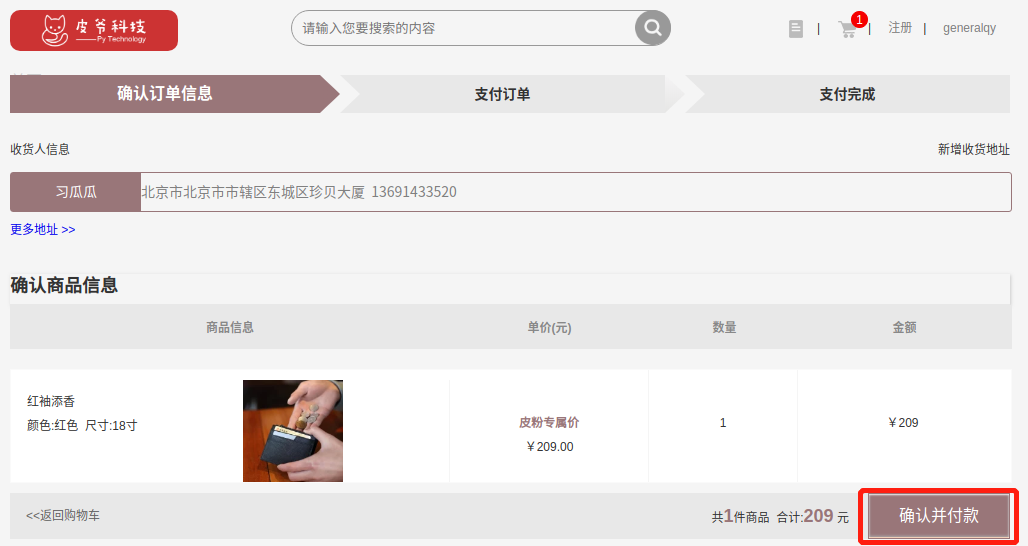 皮爷科技
Py Technology
请输入您要搜索的内容
1
| | 注册 | generalqy
确认订单信息 支付订单 支付完成
收货人信息 新增收货地址
习瓜瓜 北京市北京市市辖区东城区珍贝大厦 13691433520
更多地址 >>
确认商品信息
商品信息 单价(元) 数量 金额
红袖添香
颜色:红色 尺寸:18寸
皮粉专属价
￥209.00
1
￥209
<<返回购物车 共1件商品 合计:209 元 确认并付款